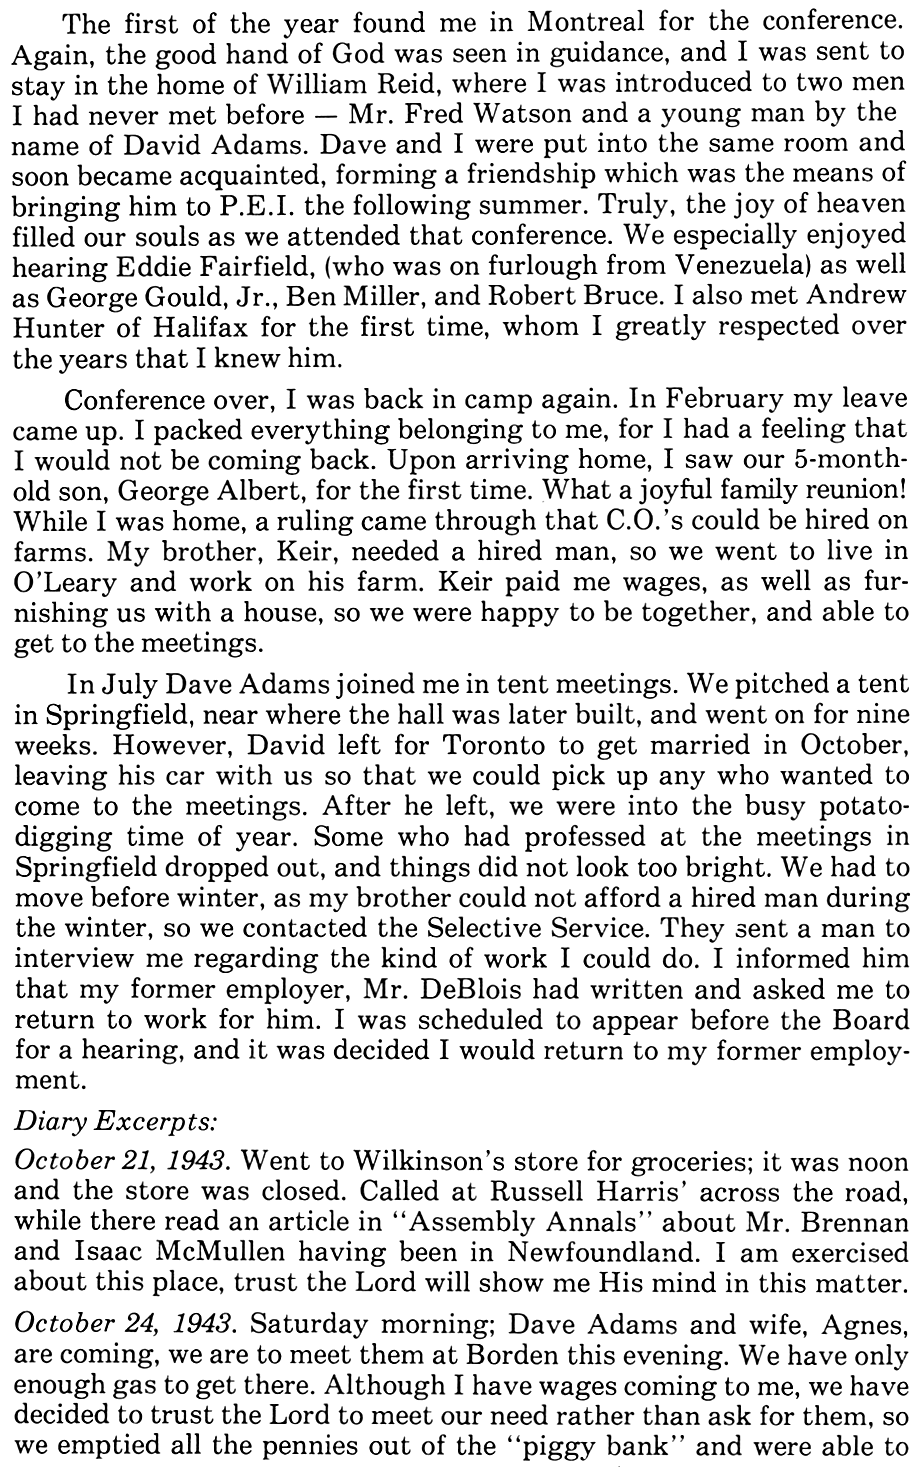 The first of the year found me in Montreal for the conference.
Again, the good hand of God was seen in guidance, and I was sent to
stay in the home of William Reid, where I was introduced to two men
I had never met before — Mr. Fred Watson and a young man by the
name of David Adams. Dave and I were put into the same room and
soon became acquainted, forming a friendship which was the means of
bringing him to P.E.I. the following summer. Truly, the joy of heaven
filled our souls as we attended that conference. We especially enjoyed
hearing Eddie Fairfield, (who was on furlough from Venezuela) as well
as George Gould, Jr., Ben Miller, and Robert Bruce. I also met Andrew
Hunter of Halifax for the first time, whom I greatly respected over
the years that I knew him.
Conference over, I was back in camp again. In February my leave
came up. I packed everything belonging to me, for I had a feeling that
I would not be coming back. Upon arriving home, I saw our 5-month-
old son, George Albert, for the first time. What a joyful family reunion!
While I was home, a ruling came through that C.O.'s could be hired on
farms. My brother, Keir, needed a hired man, so we went to live in
O'Leary and work on his farm. Keir paid me wages, as well as fur-
nishing us with a house, so we were happy to be together, and able to
get to the meetings.
In July Dave Adams joined me in tent meetings. We pitched a tent
in Springfield, near where the hall was later built, and went on for nine
weeks. However, David left for Toronto to get married in October,
leaving his car with us so that we could pick up any who wanted to
come to the meetings. After he left, we were into the busy potato-
digging time of year. Some who had professed at the meetings in
Springfield dropped out, and things did not look too bright. We had to
move before winter, as my brother could not afford a hired man during
the winter, so we contacted the Selective Service. They sent a man to
interview me regarding the kind of work I could do. I informed him
that my former employer, Mr. DeBlois had written and asked me to
return to work for him. I was scheduled to appear before the Board
for a hearing, and it was decided I would return to my former employ-
ment.
Diary Excerpts:
October 21, 1943. Went to Wilkinson's store for groceries; it was noon
and the store was closed. Called at Russell Harris' across the road,
while there read an article in "Assembly Annals" about Mr. Brennan
and Isaac McMullen having been in Newfoundland. I am exercised
about this place, trust the Lord will show me His mind in this matter.
October 24, 1943. Saturday morning; Dave Adams and wife, Agnes,
are coming, we are to meet them at Borden this evening. We have only
enough gas to get there. Although I have wages coming to me, we have
decided to trust the Lord to meet our need rather than ask for them, so
we emptied all the pennies out of the "piggy bank" and were able to